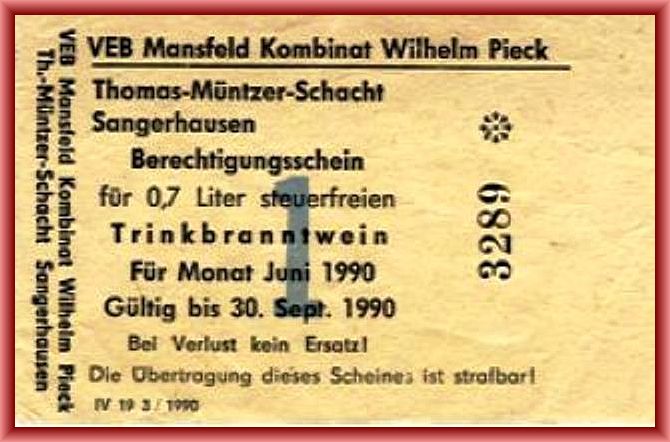 VEB Mansfeld Kombinat Wilhelm Pieck
Thomas-Müntzer-Schacht
Sangerhausen
Berechtigungsschein
für 0,7 Liter steuerfreien
Trinkbranntwein
Für Monat Juni 1990
Gültig bis 30. Sept. 1990
Bei Verlust kein Ersatz!
Die Übertragung dieses Scheines ist strafbar!
IV 19 3/1990
1
3289
VEB Mansfeld Kombinat Wilhelm Pieck
Th.-Müntzer-Schacht Sangerhausen